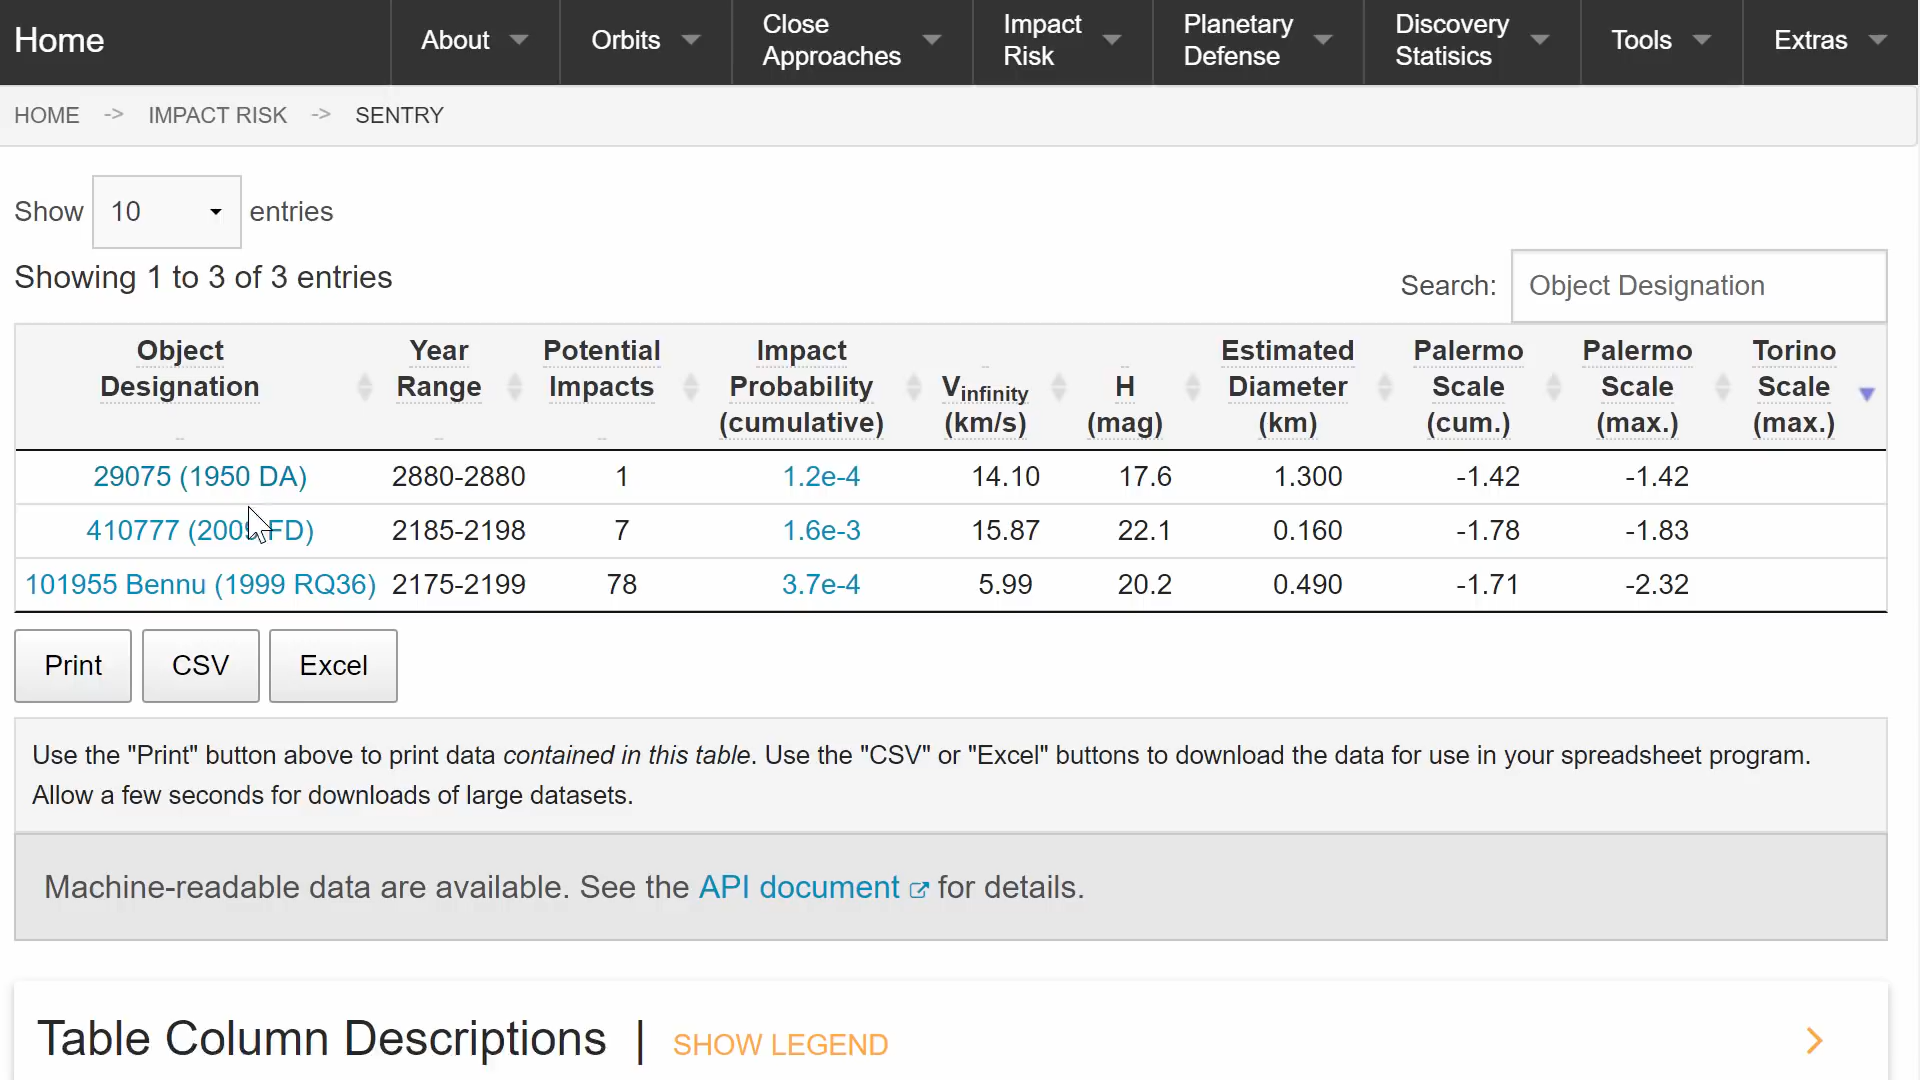 Home
About
Orbits
Close Approaches
Impact Risk
Planetary Defense
Discovery Statisics
Tools
Extras
HOME -> IMPACT RISK -> SENTRY
Show 10 entries
Showing 1 to 3 of 3 entries
Search: Object Designation
Object Designation
Year Range
Potential Impacts
Impact Probability (cumulative)
Vinfinity (km/s)
H (mag)
Estimated Diameter (km)
Palermo Scale (cum.)
Palermo Scale (max.)
Torino Scale (max.)
29075 (1950 DA) 2880-2880 1 1.2e-4 14.10 17.6 1.300 -1.42 -1.42
410777 (2009 FD) 2185-2198 7 1.6e-3 15.87 22.1 0.160 -1.78 -1.83
101955 Bennu (1999 RQ36) 2175-2199 78 3.7e-4 5.99 20.2 0.490 -1.71 -2.32
Print CSV Excel
Use the "Print" button above to print data contained in this table. Use the "CSV" or "Excel" buttons to download the data for use in your spreadsheet program.
Allow a few seconds for downloads of large datasets.
Machine-readable data are available. See the API document for details.
Table Column Descriptions | SHOW LEGEND